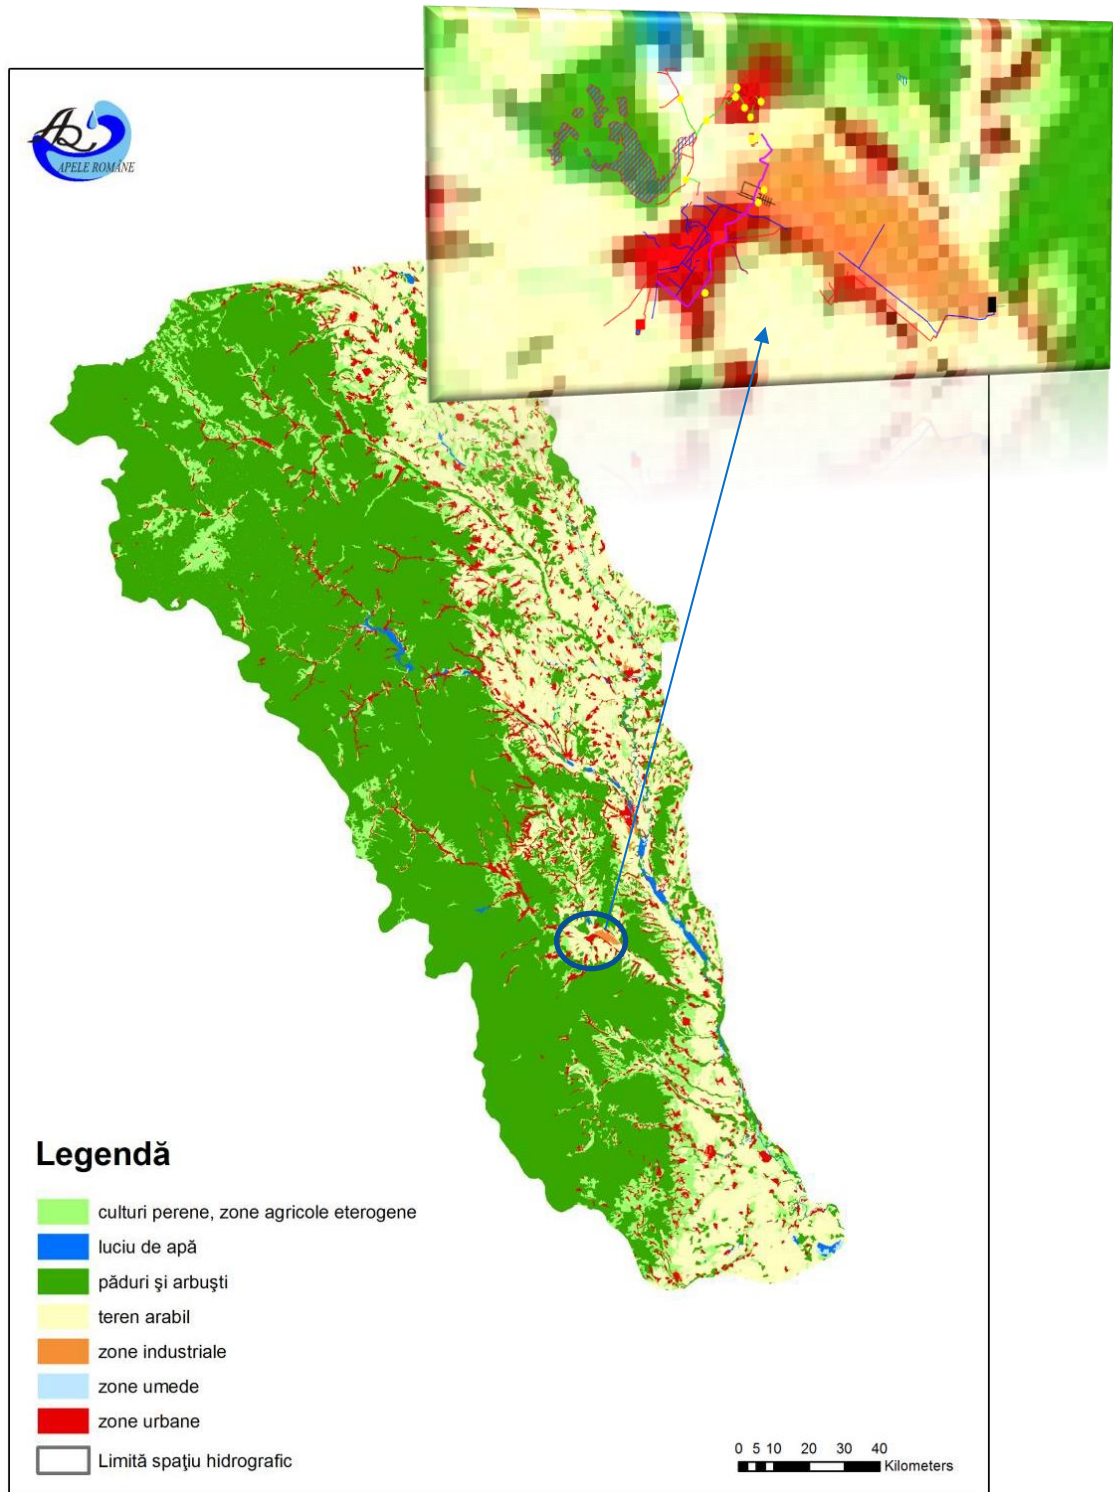 APELE ROMÂNE
Legendă
culturi perene, zone agricole eterogene
luciu de apă
păduri şi arbuşti
teren arabil
zone industriale
zone umede
zone urbane
Limită spaţiu hidrografic
0 5 10 20 30 40
Kilometers